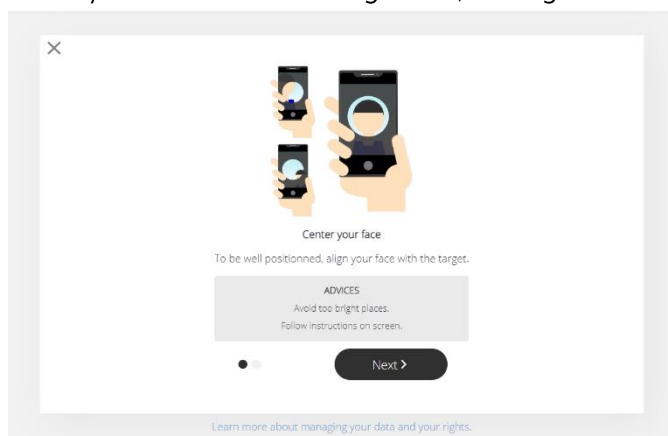 Center your face
To be well positionned, align your face with the target.
ADVICES
Avoid too bright places.
Follow instructions on screen.
Next >
Learn more about managing your data and your rights.